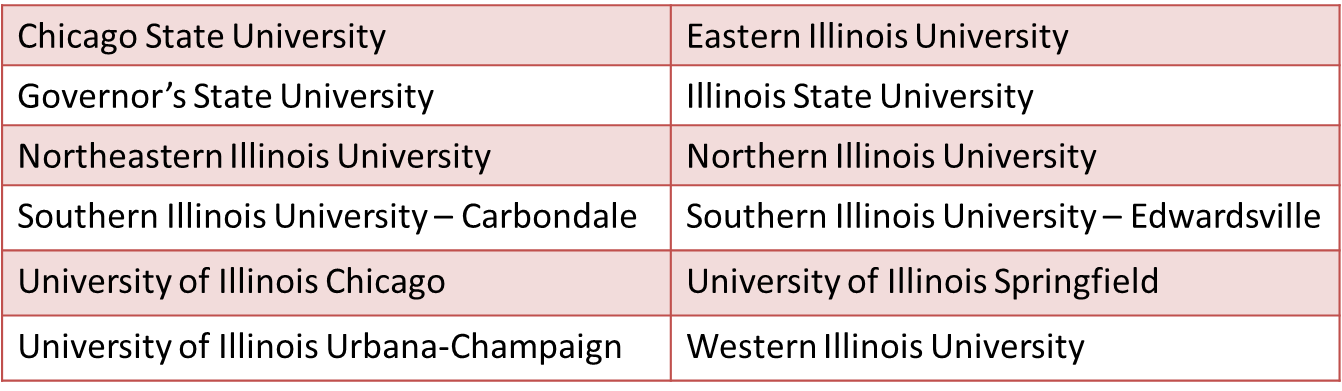 Chicago State University
Eastern Illinois University
Governor’s State University
Illinois State University
Northeastern Illinois University
Northern Illinois University
Southern Illinois University – Carbondale
Southern Illinois University – Edwardsville
University of Illinois Chicago
University of Illinois Springfield
University of Illinois Urbana-Champaign
Western Illinois University